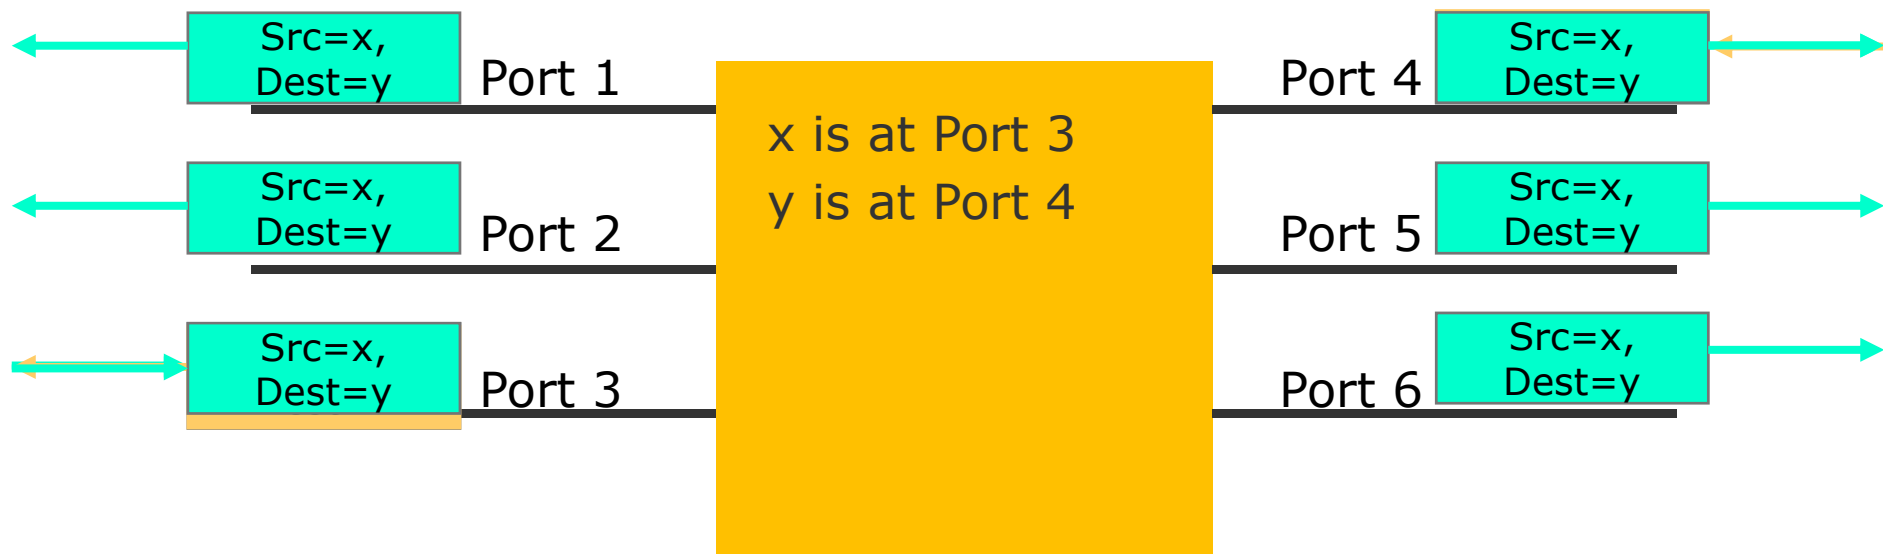 Src=x,
Dest=y
Port 1
Src=x,
Dest=y
Port 2
Src=x,
Dest=y
Port 3
x is at Port 3
y is at Port 4
Port 4
Src=x,
Dest=y
Port 5
Src=x,
Dest=y
Port 6
Src=x,
Dest=y